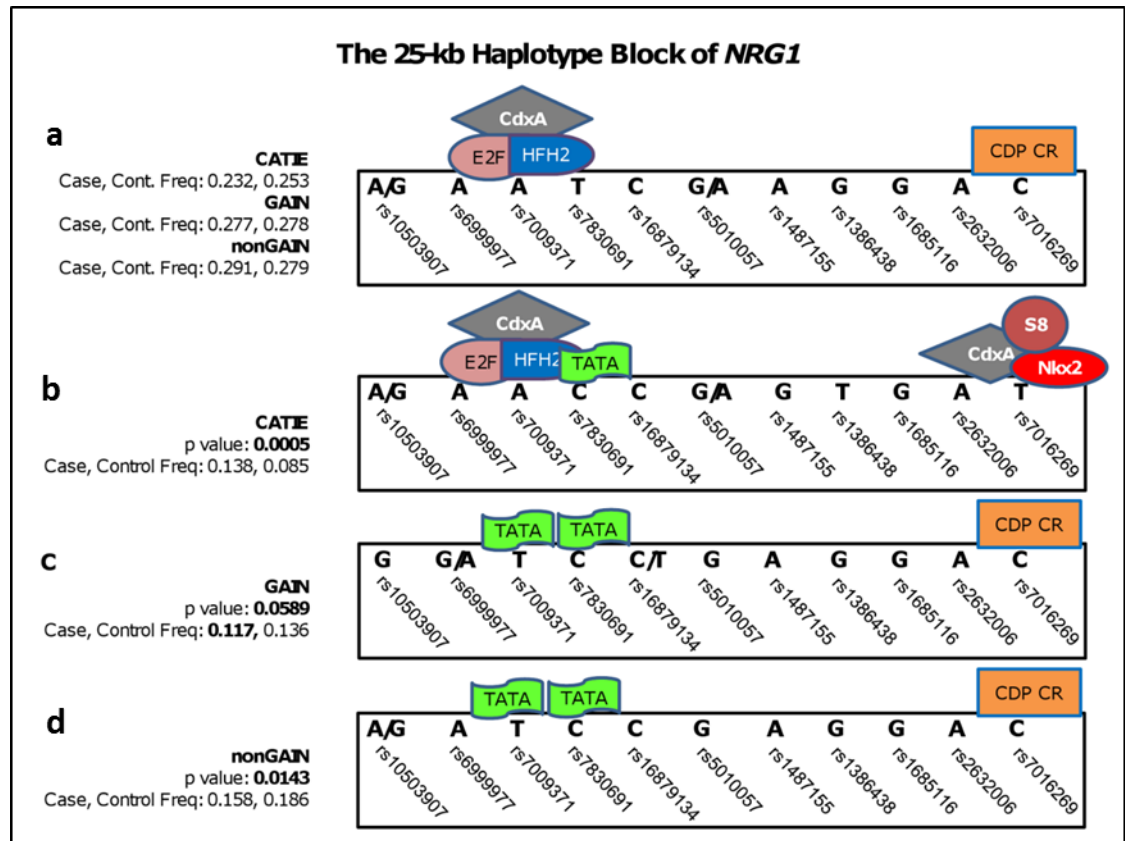 The 25-kb Haplotype Block of NRG1
a
CATIE
Case, Cont. Freq: 0.232, 0.253
GAIN
Case, Cont. Freq: 0.277, 0.278
nonGAIN
Case, Cont. Freq: 0.291, 0.279
CdxA
E2F HFH2
CDP CR
A/G A A T C G/A A G G A C
rs10503907 rs6999977 rs7009371 rs7830691 rs16879134 rs5010057 rs1487155 rs1386438 rs1685116 rs2632006 rs7016269
b
CATIE
p value: 0.0005
Case, Control Freq: 0.138, 0.085
CdxA
E2F HFH2 TATA
S8
CdxA
Nkx2
A/G A A C C G/A G T G A T
rs10503907 rs6999977 rs7009371 rs7830691 rs16879134 rs5010057 rs1487155 rs1386438 rs1685116 rs2632006 rs7016269
c
GAIN
p value: 0.0589
Case, Control Freq: 0.117, 0.136
TATA TATA
CDP CR
G G/A T C C/T G A G G A C
rs10503907 rs6999977 rs7009371 rs7830691 rs16879134 rs5010057 rs1487155 rs1386438 rs1685116 rs2632006 rs7016269
d
nonGAIN
p value: 0.0143
Case, Control Freq: 0.158, 0.186
TATA TATA
CDP CR
A/G A T C C G A G G A C
rs10503907 rs6999977 rs7009371 rs7830691 rs16879134 rs5010057 rs1487155 rs1386438 rs1685116 rs2632006 rs7016269